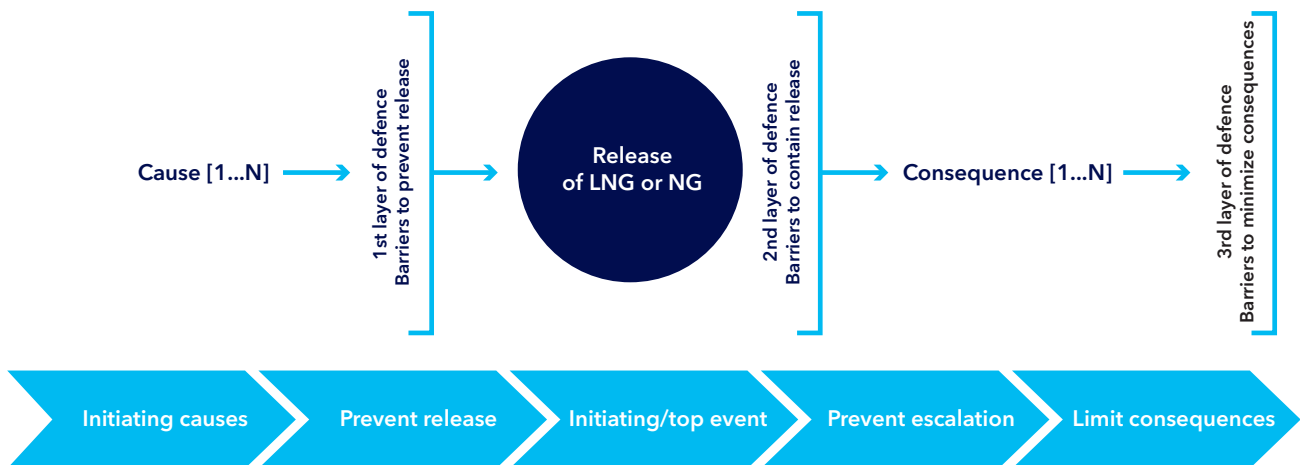 Cause [1...N]
1st layer of defence
Barriers to prevent release
Release
of LNG or NG
2nd layer of defence
Barriers to contain release
Consequence [1...N]
3rd layer of defence
Barriers to minimize consequences
Initiating causes
Prevent release
Initiating/top event
Prevent escalation
Limit consequences